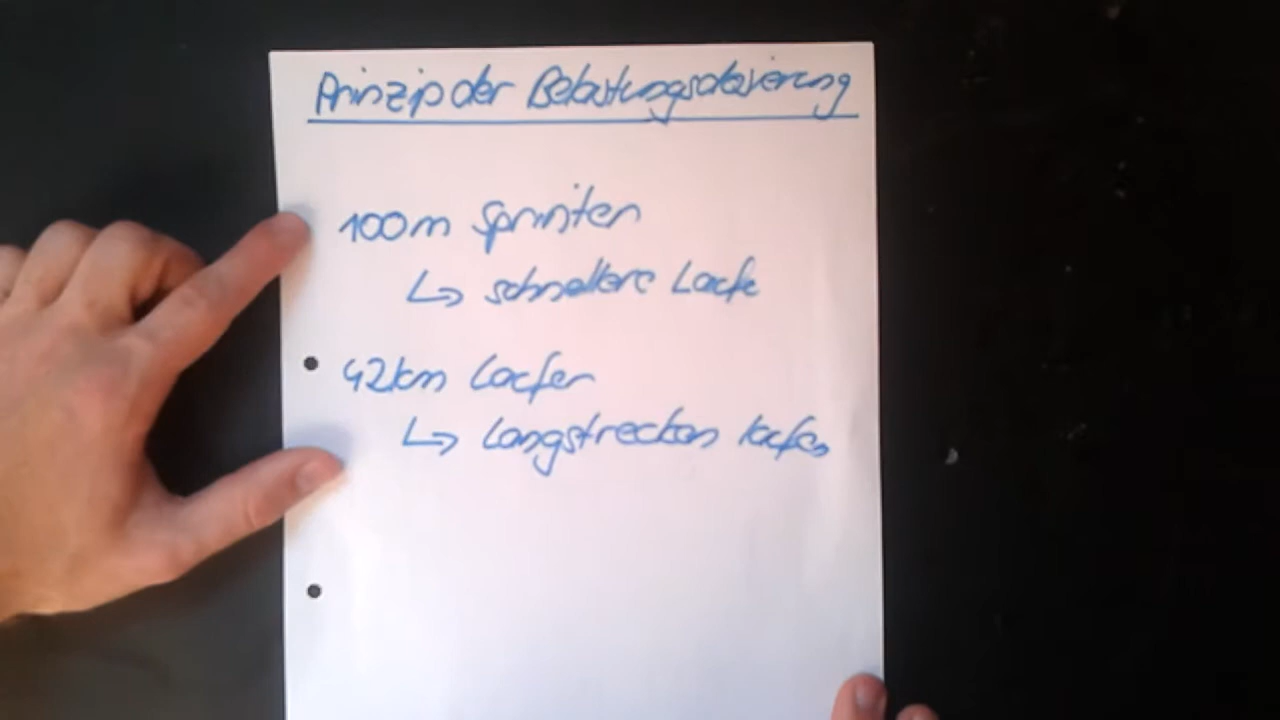 Prinzip der Belastungsdosierung
100m Sprinten
↳ schnellere Laufe
42km Laufen
↳ Langstrecken laufen